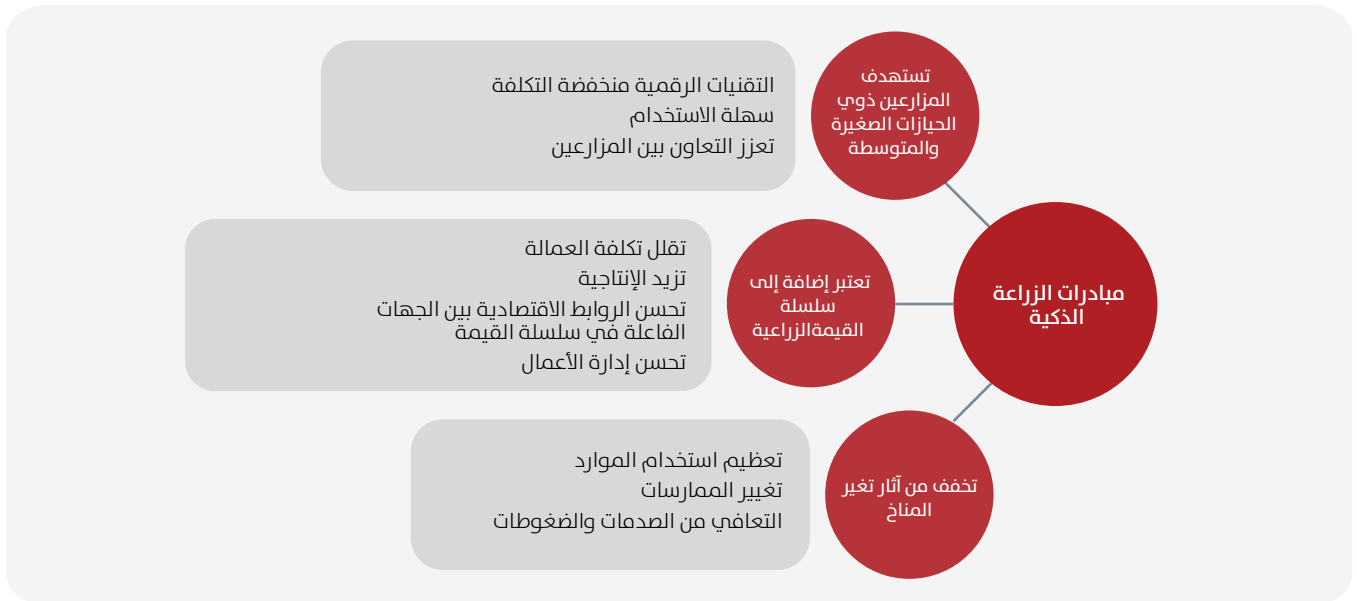 مبادرات الزراعة
الذكية
تستهدف
المزارعين ذوي
الحيازات الصغيرة
والمتوسطة
التقنيات الرقمية منخفضة التكلفة
سهلة الاستخدام
تعزز التعاون بين المزارعين
تعتبر إضافة إلى
سلسلة
القيمةالزراعية
تقلل تكلفة العمالة
تزيد الإنتاجية
تحسن الروابط الاقتصادية بين الجهات
الفاعلة في سلسلة القيمة
تحسن إدارة الأعمال
تخفف من آثار تغير
المناخ
تعظيم استخدام الموارد
تغيير الممارسات
التعافي من الصدمات والضغوطات